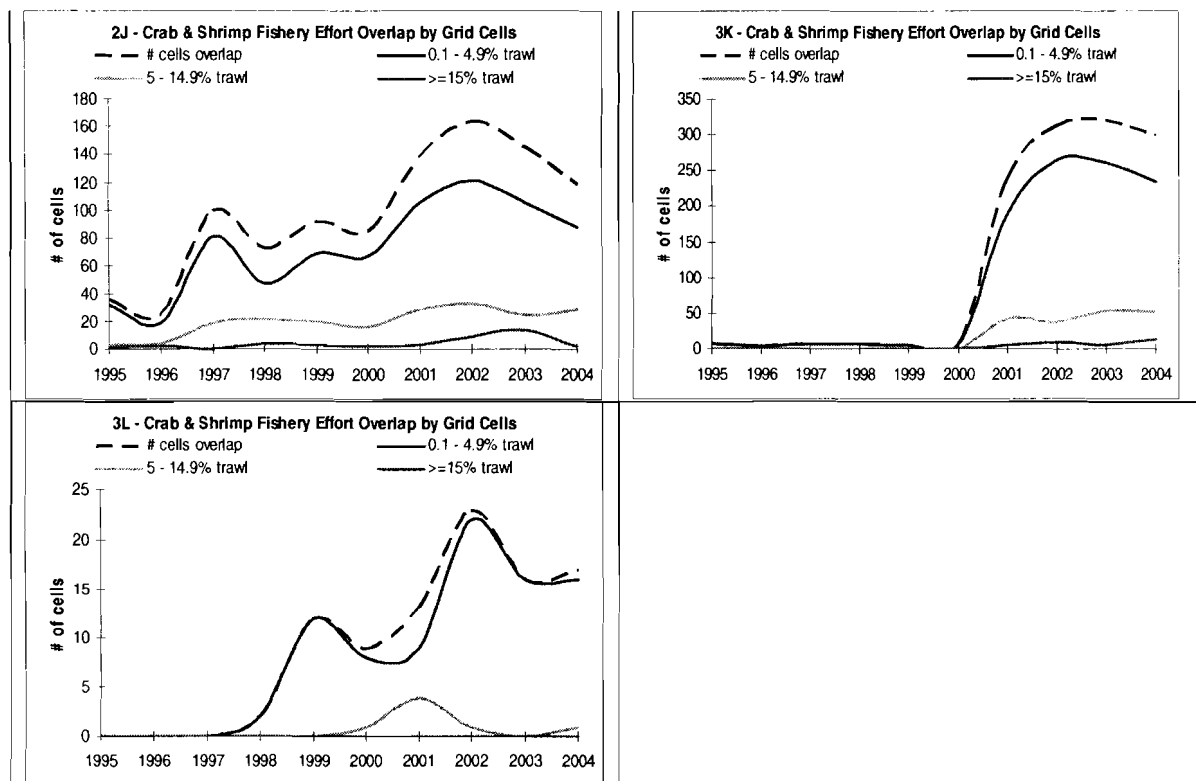 2J - Crab & Shrimp Fishery Effort Overlap by Grid Cells
# cells overlap 0.1 - 4.9% trawl
5 - 14.9% trawl >=15% trawl
180
160
140
120
100
80
60
40
20
0
# of cells
1995 1996 1997 1998 1999 2000 2001 2002 2003 2004
3K - Crab & Shrimp Fishery Effort Overlap by Grid Cells
# cells overlap 0.1 - 4.9% trawl
5 - 14.9% trawl >=15% trawl
350
300
250
200
150
100
50
0
# of cells
1995 1996 1997 1998 1999 2000 2001 2002 2003 2004
3L - Crab & Shrimp Fishery Effort Overlap by Grid Cells
# cells overlap 0.1 - 4.9% trawl
5 - 14.9% trawl >=15% trawl
25
20
15
10
5
0
# of cells
1995 1996 1997 1998 1999 2000 2001 2002 2003 2004